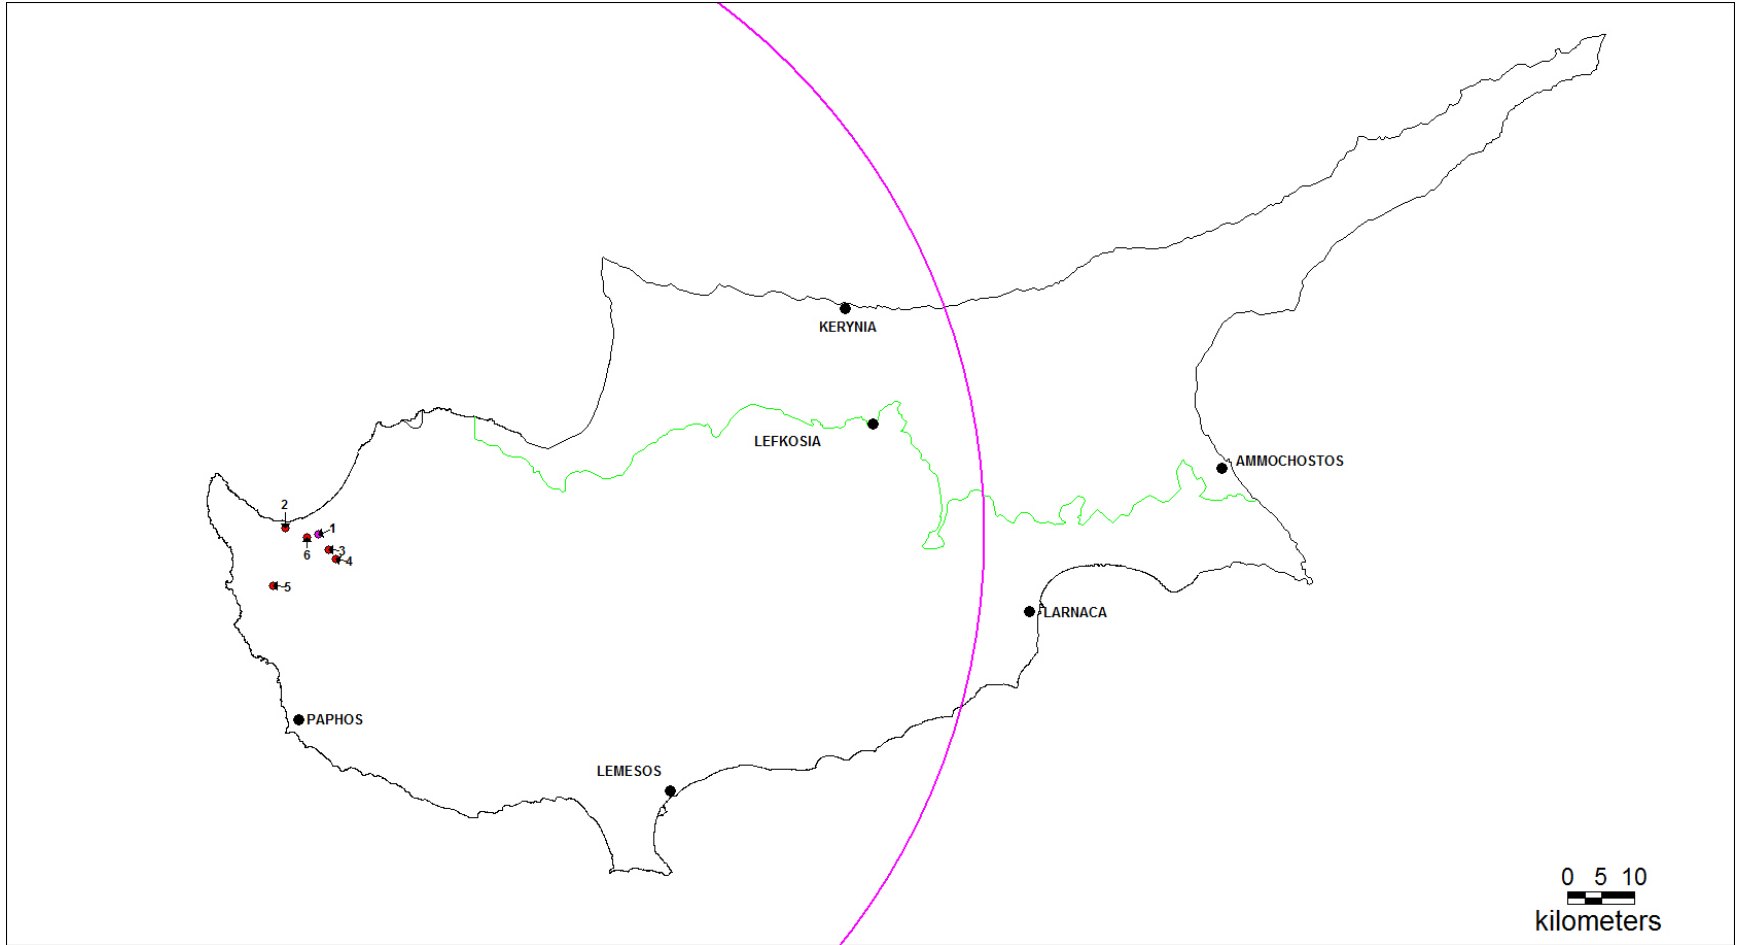 KERYNIA
LEFKOSIA
AMMOCHOSTOS
2
1
6
3
4
5
LARNACA
PAPHOS
LEMESOS
0 5 10
kilometers